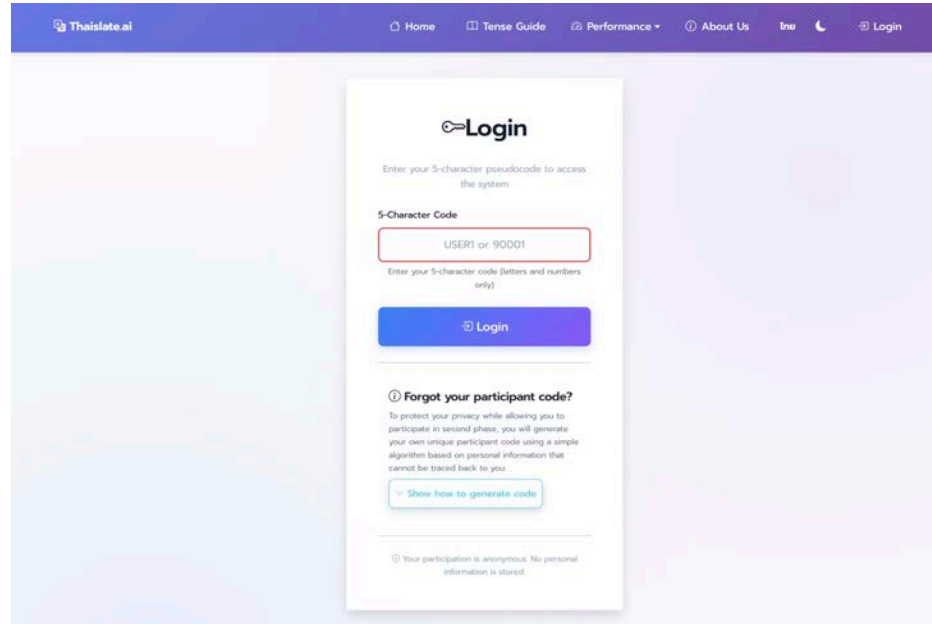 Thaislate.ai
Home
Tense Guide
Performance
About Us
ไทย
Login
Login
Enter your 5-character pseudocode to access
the system
5-Character Code
USER1 or 90001
Enter your 5-character code (letters and numbers
only)
Login
Forgot your participant code?
To protect your privacy while allowing you to
participate in second phase, you will generate
your own unique participant code using a simple
algorithm based on personal information that
cannot be traced back to you
Show how to generate code
Your participation is anonymous. No personal
information is stored